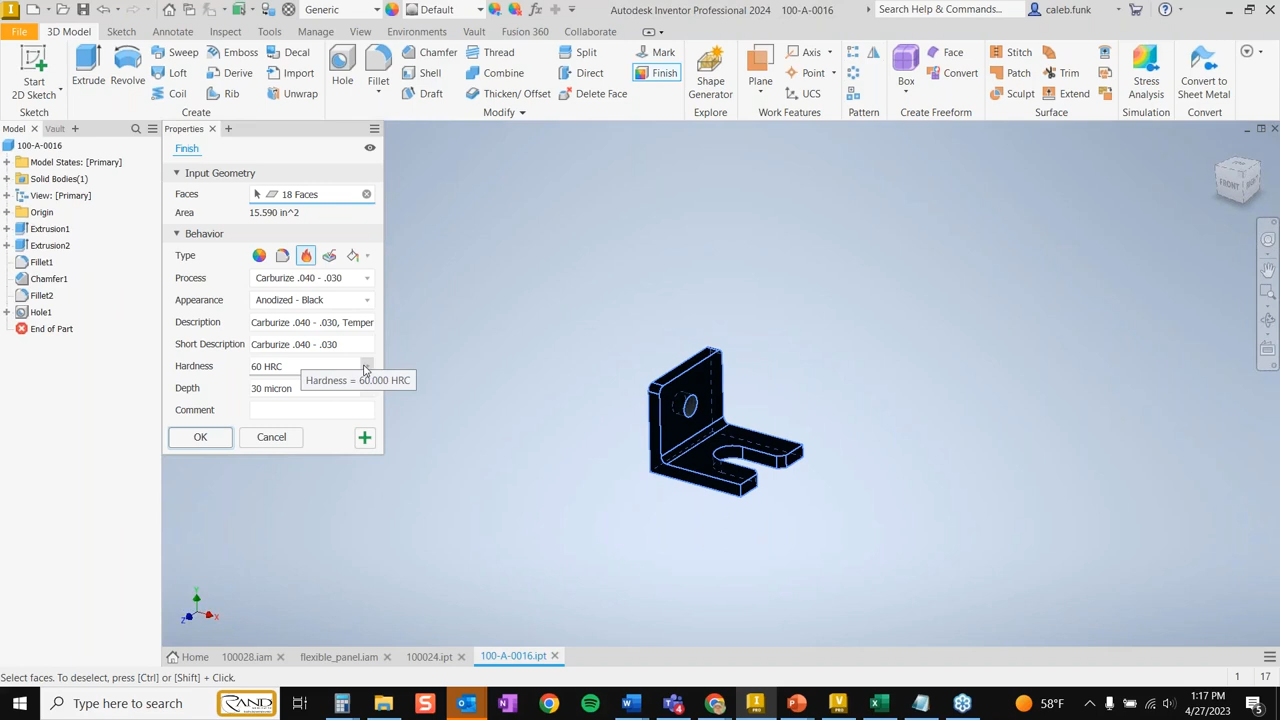 Generic
Default
Autodesk Inventor Professional 2024 100-A-0016
Search Help & Commands...
caleb.funk
File
3D Model
Sketch
Annotate
Inspect
Tools
Manage
View
Environments
Vault
Fusion 360
Collaborate
Start
2D Sketch
Extrude
Revolve
Sweep
Loft
Coil
Emboss
Derive
Rib
Decal
Import
Unwrap
Hole
Fillet
Chamfer
Shell
Draft
Thread
Combine
Thicken/ Offset
Split
Direct
Delete Face
Mark
Finish
Shape
Generator
Plane
Axis
Point
UCS
Box
Face
Convert
Stitch
Patch
Sculpt
Trim
Extend
Stress
Analysis
Convert to
Sheet Metal
Sketch
Create
Modify
Explore
Work Features
Pattern
Create Freeform
Surface
Simulation
Convert
Model
Vault
100-A-0016
Model States: [Primary]
Solid Bodies(1)
View: [Primary]
Origin
Extrusion1
Extrusion2
Fillet1
Chamfer1
Fillet2
Hole1
End of Part
Properties
Finish
Input Geometry
Faces
18 Faces
Area
15.590 in^2
Behavior
Type
Process
Carburize .040 - .030
Appearance
Anodized - Black
Description
Carburize .040 - .030, Temper
Short Description
Carburize .040 - .030
Hardness
60 HRC
Hardness = 60.000 HRC
Depth
30 micron
Comment
OK
Cancel
FRONT
Z
X
Home
100028.iam
flexible_panel.iam
100024.ipt
100-A-0016.ipt
Select faces. To deselect, press [Ctrl] or [Shift] + Click.
1
17
Type here to search
RAND
58°F
1:17 PM
4/27/2023